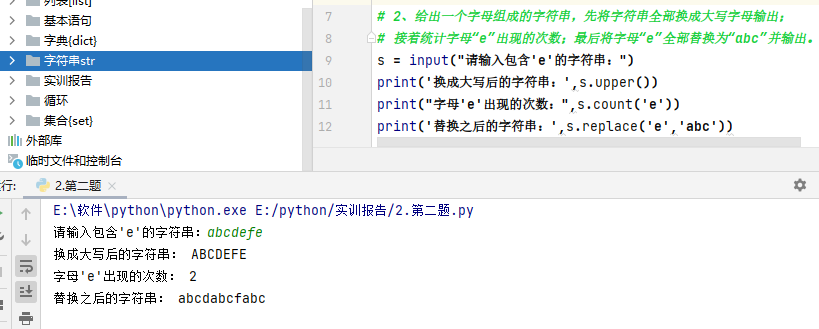 列表[list]
基本语句
字典{dict}
字符串str
实训报告
循环
集合{set}
外部库
临时文件和控制台
7 # 2、给出一个字母组成的字符串，先将字符串全部换成大写字母输出；
8 # 接着统计字母“e”出现的次数；最后将字母“e”全部替换为“abc”并输出。
9 s = input("请输入包含'e'的字符串：")
10 print('换成大写后的字符串：',s.upper())
11 print("字母'e'出现的次数：",s.count('e'))
12 print('替换之后的字符串：',s.replace('e','abc'))
行: 2.第二题
E:\软件\python\python.exe E:/python/实训报告/2.第二题.py
请输入包含'e'的字符串：abcdefe
换成大写后的字符串： ABCDEFE
字母'e'出现的次数： 2
替换之后的字符串： abcdabcfabc